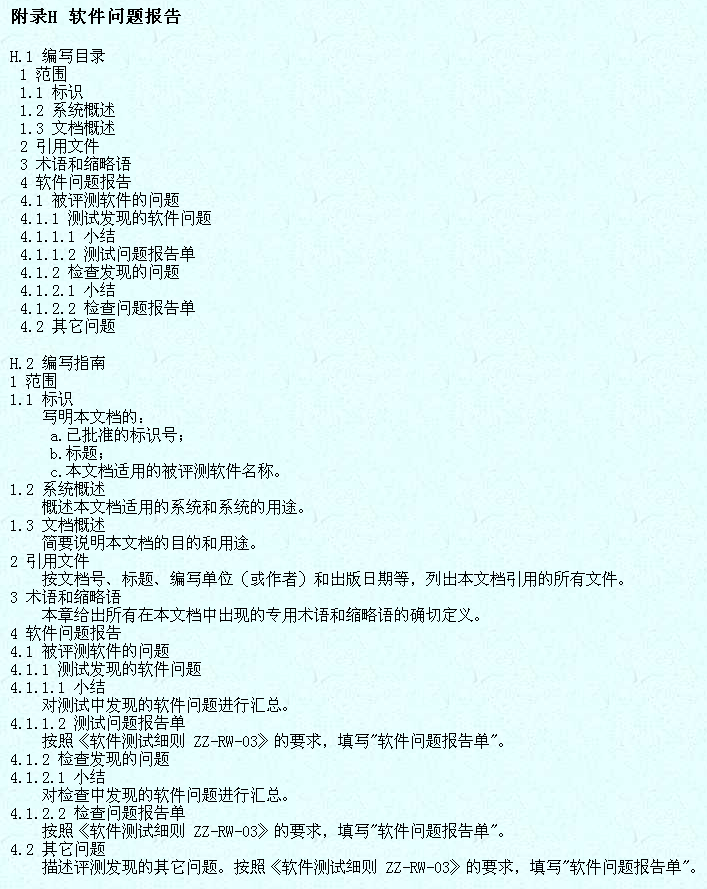 附录H 软件问题报告
H.1 编写目录
1 范围
1.1 标识
1.2 系统概述
1.3 文档概述
2 引用文件
3 术语和缩略语
4 软件问题报告
4.1 被评测软件的问题
4.1.1 测试发现的软件问题
4.1.1.1 小结
4.1.1.2 测试问题报告单
4.1.2 检查发现的问题
4.1.2.1 小结
4.1.2.2 检查问题报告单
4.2 其它问题
H.2 编写指南
1 范围
1.1 标识
写明本文档的:
a.已批准的标识号;
b.标题;
c.本文档适用的被评测软件名称。
1.2 系统概述
概述本文档适用的系统和系统的用途。
1.3 文档概述
简要说明本文档的目的和用途。
2 引用文件
按文档号、标题、编写单位（或作者）和出版日期等，列出本文档引用的所有文件。
3 术语和缩略语
本章给出所有在本文档中出现的专用术语和缩略语的确切定义。
4 软件问题报告
4.1 被评测软件的问题
4.1.1 测试发现的软件问题
4.1.1.1 小结
对测试中发现的软件问题进行汇总。
4.1.1.2 测试问题报告单
按照《软件测试细则 ZZ-RW-03》的要求，填写"软件问题报告单"。
4.1.2 检查发现的问题
4.1.2.1 小结
对检查中发现的软件问题进行汇总。
4.1.2.2 检查问题报告单
按照《软件测试细则 ZZ-RW-03》的要求，填写"软件问题报告单"。
4.2 其它问题
描述评测发现的其它问题。按照《软件测试细则 ZZ-RW-03》的要求，填写"软件问题报告单"。